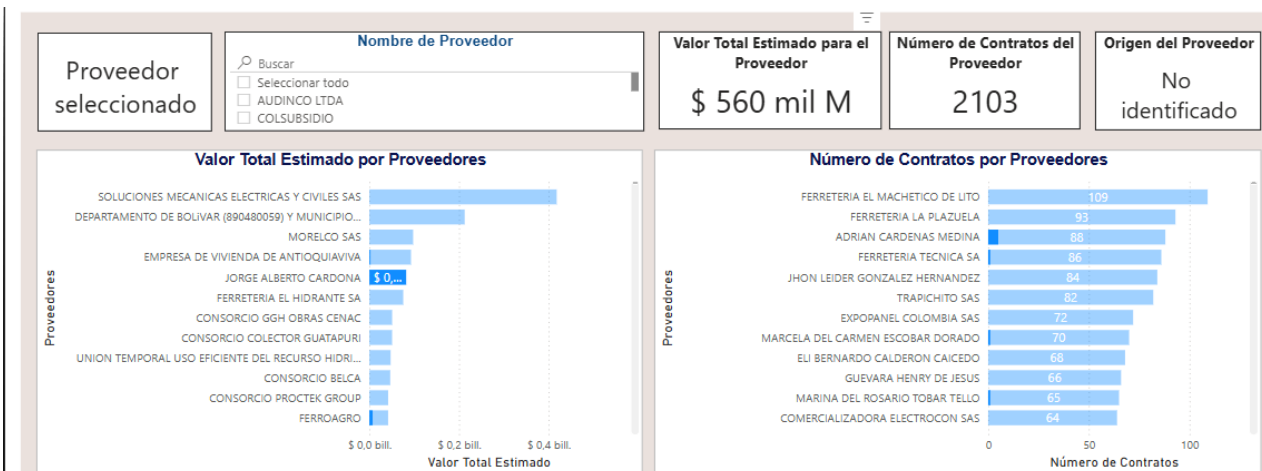 Proveedor
seleccionado
Nombre de Proveedor
Buscar
Seleccionar todo
AUDINCO LTDA
COLSUBSIDIO
Valor Total Estimado para el
Proveedor
$ 560 mil M
Número de Contratos del
Proveedor
2103
Origen del Proveedor
No
identificado
Valor Total Estimado por Proveedores
Proveedores
SOLUCIONES MECANICAS ELECTRICAS Y CIVILES SAS
DEPARTAMENTO DE BOLíVAR (890480059) Y MUNICIPIO...
MORELCO SAS
EMPRESA DE VIVIENDA DE ANTIOQUIAVIVA
JORGE ALBERTO CARDONA $ 0,...
FERRETERIA EL HIDRANTE SA
CONSORCIO GGH OBRAS CENAC
CONSORCIO COLECTOR GUATAPURI
UNION TEMPORAL USO EFICIENTE DEL RECURSO HIDRI...
CONSORCIO BELCA
CONSORCIO PROCTEK GROUP
FERROAGRO
$ 0,0 bill. $ 0,2 bill. $ 0,4 bill.
Valor Total Estimado
Número de Contratos por Proveedores
Proveedores
FERRETERIA EL MACHETICO DE LITO 109
FERRETERIA LA PLAZUELA 93
ADRIAN CARDENAS MEDINA 88
FERRETERIA TECNICA SA 86
JHON LEIDER GONZALEZ HERNANDEZ 84
TRAPICHITO SAS 82
EXPOPANEL COLOMBIA SAS 72
MARCELA DEL CARMEN ESCOBAR DORADO 70
ELI BERNARDO CALDERON CAICEDO 68
GUEVARA HENRY DE JESUS 66
MARINA DEL ROSARIO TOBAR TELLO 65
COMERCIALIZADORA ELECTROCON SAS 64
0 50 100
Número de Contratos